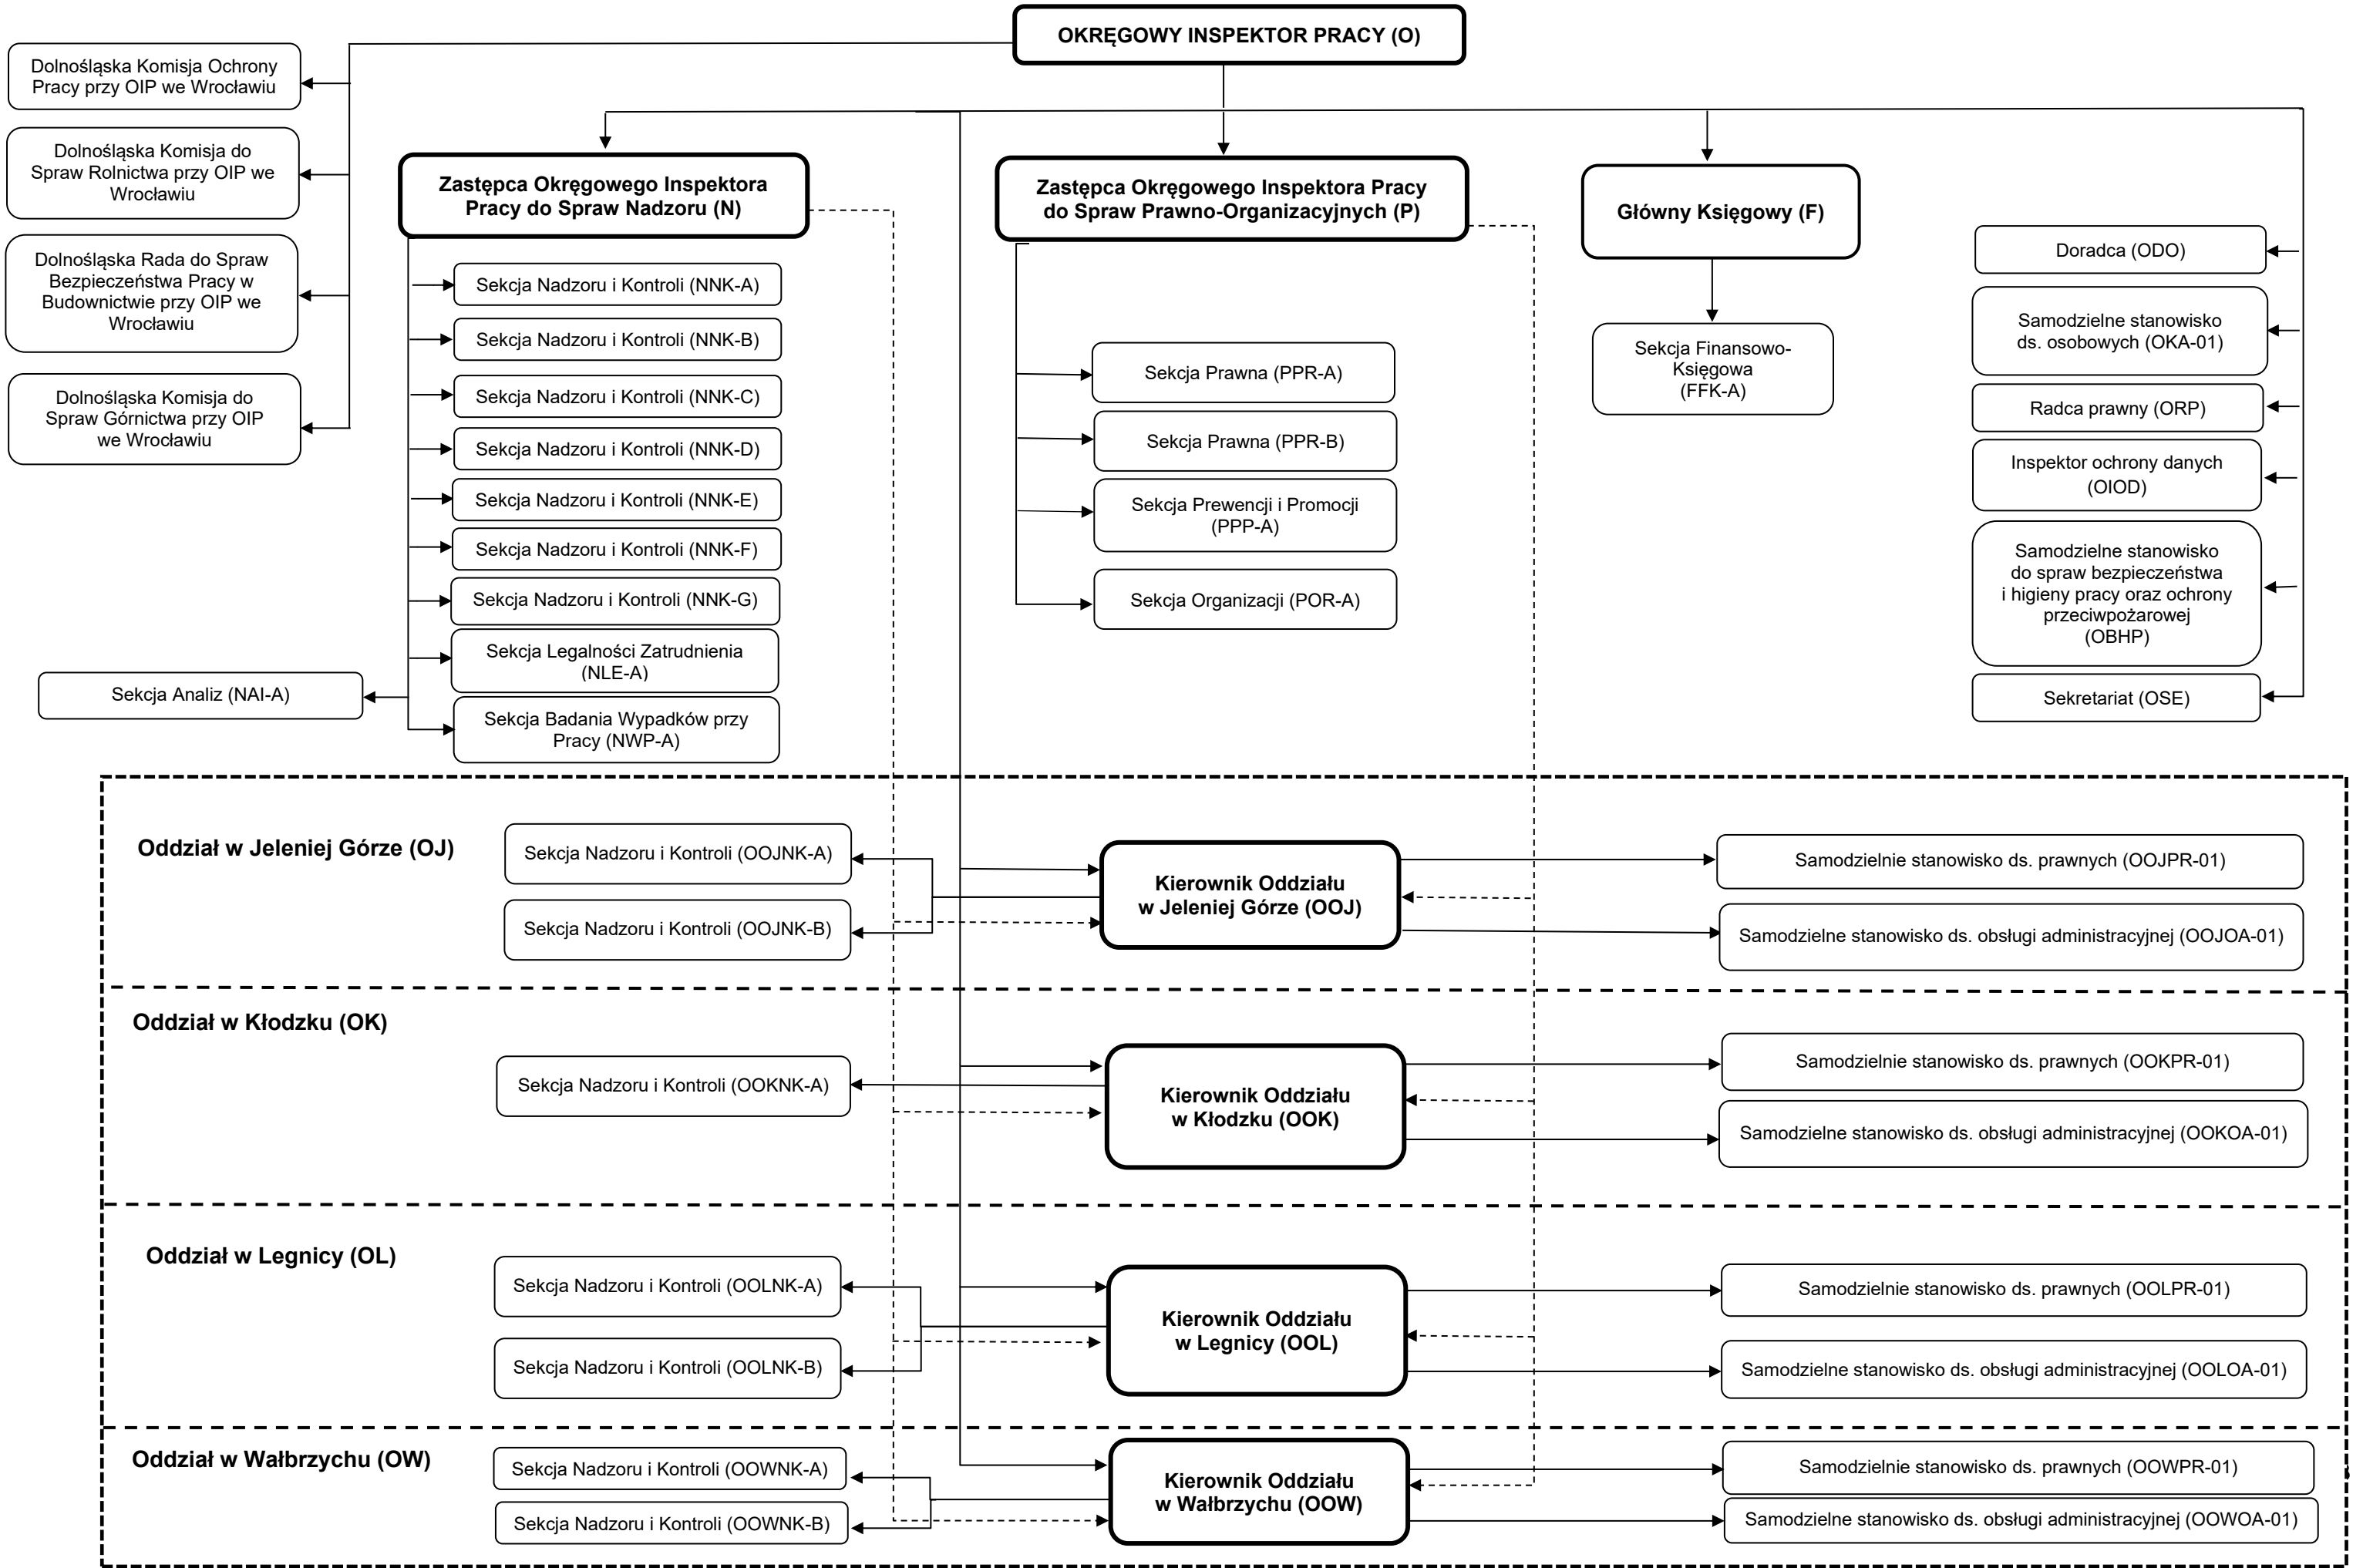 OKRĘGOWY INSPEKTOR PRACY (O)
Dolnośląska Komisja Ochrony
Pracy przy OIP we Wrocławiu
Dolnośląska Komisja do
Spraw Rolnictwa przy OIP we
Wrocławiu
Dolnośląska Rada do Spraw
Bezpieczeństwa Pracy w
Budownictwie przy OIP we
Wrocławiu
Dolnośląska Komisja do
Spraw Górnictwa przy OIP
we Wrocławiu
Zastępca Okręgowego Inspektora
Pracy do Spraw Nadzoru (N)
Sekcja Nadzoru i Kontroli (NNK-A)
Sekcja Nadzoru i Kontroli (NNK-B)
Sekcja Nadzoru i Kontroli (NNK-C)
Sekcja Nadzoru i Kontroli (NNK-D)
Sekcja Nadzoru i Kontroli (NNK-E)
Sekcja Nadzoru i Kontroli (NNK-F)
Sekcja Nadzoru i Kontroli (NNK-G)
Sekcja Legalności Zatrudnienia
(NLE-A)
Sekcja Analiz (NAI-A)
Sekcja Badania Wypadków przy
Pracy (NWP-A)
Zastępca Okręgowego Inspektora Pracy
do Spraw Prawno-Organizacyjnych (P)
Sekcja Prawna (PPR-A)
Sekcja Prawna (PPR-B)
Sekcja Prewencji i Promocji
(PPP-A)
Sekcja Organizacji (POR-A)
Główny Księgowy (F)
Sekcja Finansowo-
Księgowa
(FFK-A)
Doradca (ODO)
Samodzielne stanowisko
ds. osobowych (OKA-01)
Radca prawny (ORP)
Inspektor ochrony danych
(OIOD)
Samodzielne stanowisko
do spraw bezpieczeństwa
i higieny pracy oraz ochrony
przeciwpożarowej
(OBHP)
Sekretariat (OSE)
Oddział w Jeleniej Górze (OJ)
Sekcja Nadzoru i Kontroli (OOJNK-A)
Sekcja Nadzoru i Kontroli (OOJNK-B)
Kierownik Oddziału
w Jeleniej Górze (OOJ)
Samodzielnie stanowisko ds. prawnych (OOJPR-01)
Samodzielne stanowisko ds. obsługi administracyjnej (OOJOA-01)
Oddział w Kłodzku (OK)
Sekcja Nadzoru i Kontroli (OOKNK-A)
Kierownik Oddziału
w Kłodzku (OOK)
Samodzielnie stanowisko ds. prawnych (OOKPR-01)
Samodzielne stanowisko ds. obsługi administracyjnej (OOKOA-01)
Oddział w Legnicy (OL)
Sekcja Nadzoru i Kontroli (OOLNK-A)
Sekcja Nadzoru i Kontroli (OOLNK-B)
Kierownik Oddziału
w Legnicy (OOL)
Samodzielnie stanowisko ds. prawnych (OOLPR-01)
Samodzielne stanowisko ds. obsługi administracyjnej (OOLOA-01)
Oddział w Wałbrzychu (OW)
Sekcja Nadzoru i Kontroli (OOWNK-A)
Sekcja Nadzoru i Kontroli (OOWNK-B)
Kierownik Oddziału
w Wałbrzychu (OOW)
Samodzielnie stanowisko ds. prawnych (OOWPR-01)
Samodzielne stanowisko ds. obsługi administracyjnej (OOWOA-01)